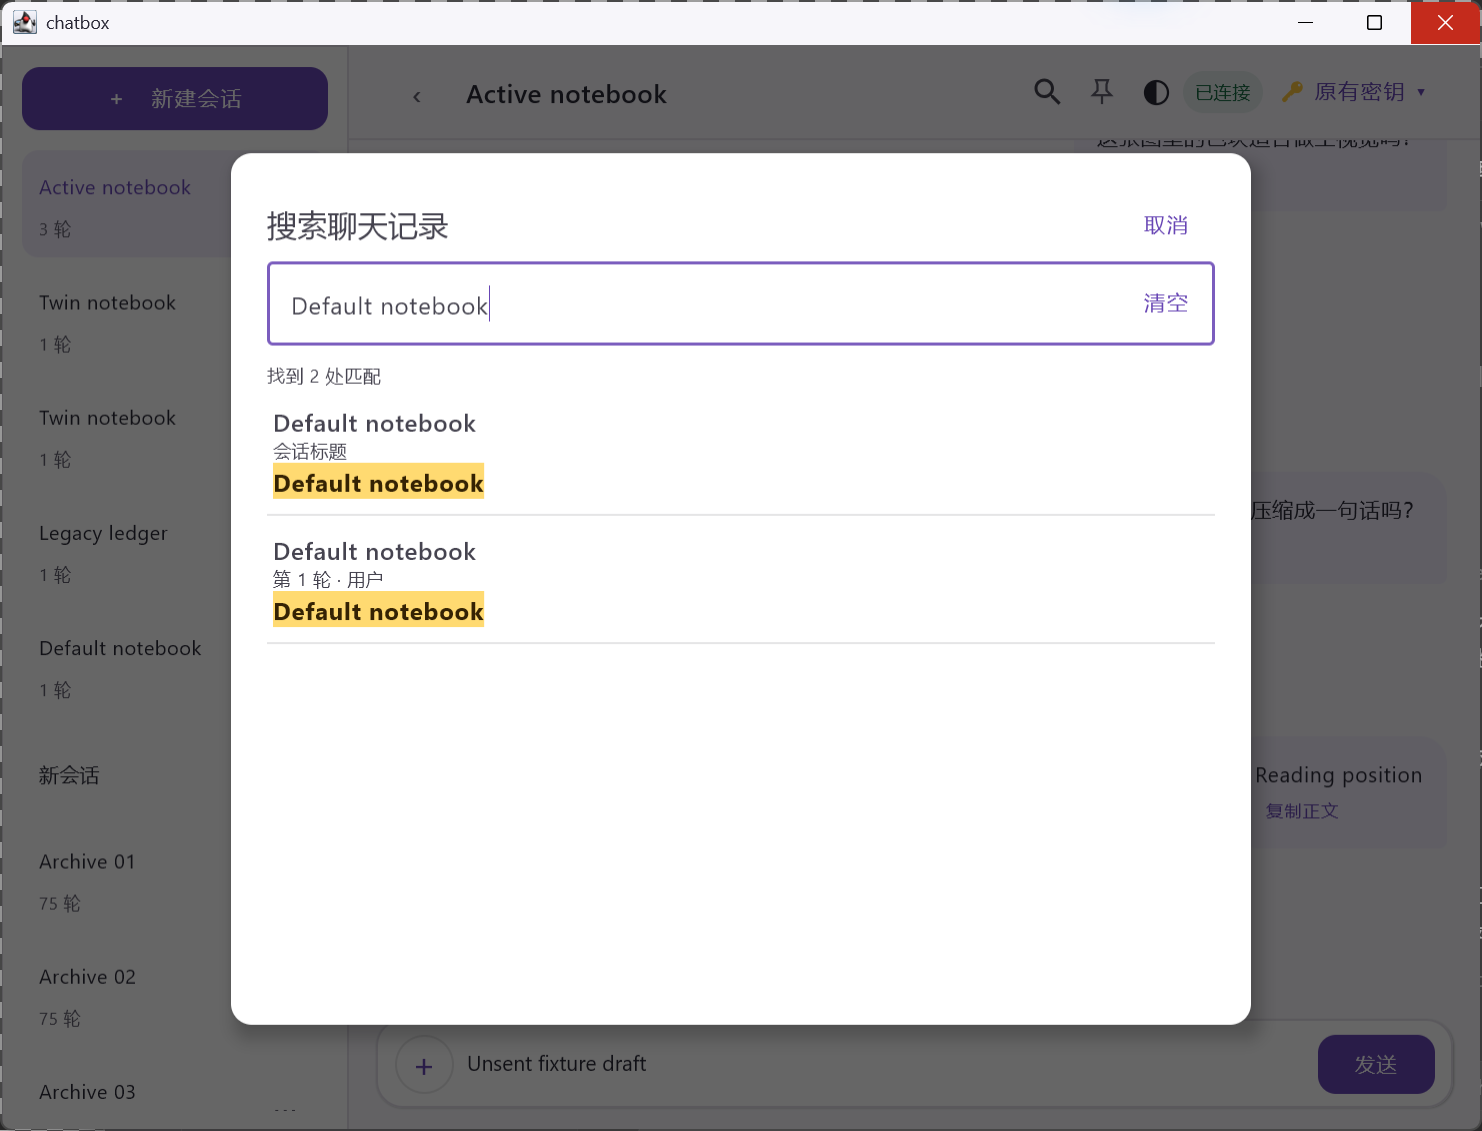 chatbox
+ 新建会话
Active notebook
3 轮
Twin notebook
1 轮
Twin notebook
1 轮
Legacy ledger
1 轮
Default notebook
1 轮
新会话
Archive 01
75 轮
Archive 02
75 轮
Archive 03
...
Active notebook
已连接
原有密钥
搜索聊天记录
取消
Default notebook
清空
找到 2 处匹配
Default notebook
会话标题
Default notebook
Default notebook
第 1 轮 · 用户
Default notebook
压缩成一句话吗?
Reading position
复制正文
+
Unsent fixture draft
发送